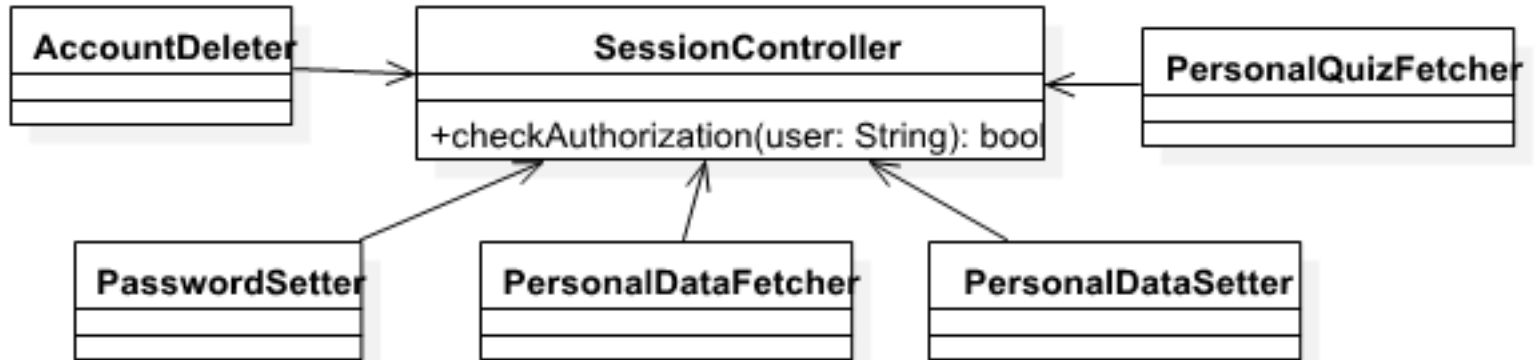 AccountDeleter
SessionController
PersonalQuizFetcher
+checkAuthorization(user: String): bool
PasswordSetter
PersonalDataFetcher
PersonalDataSetter